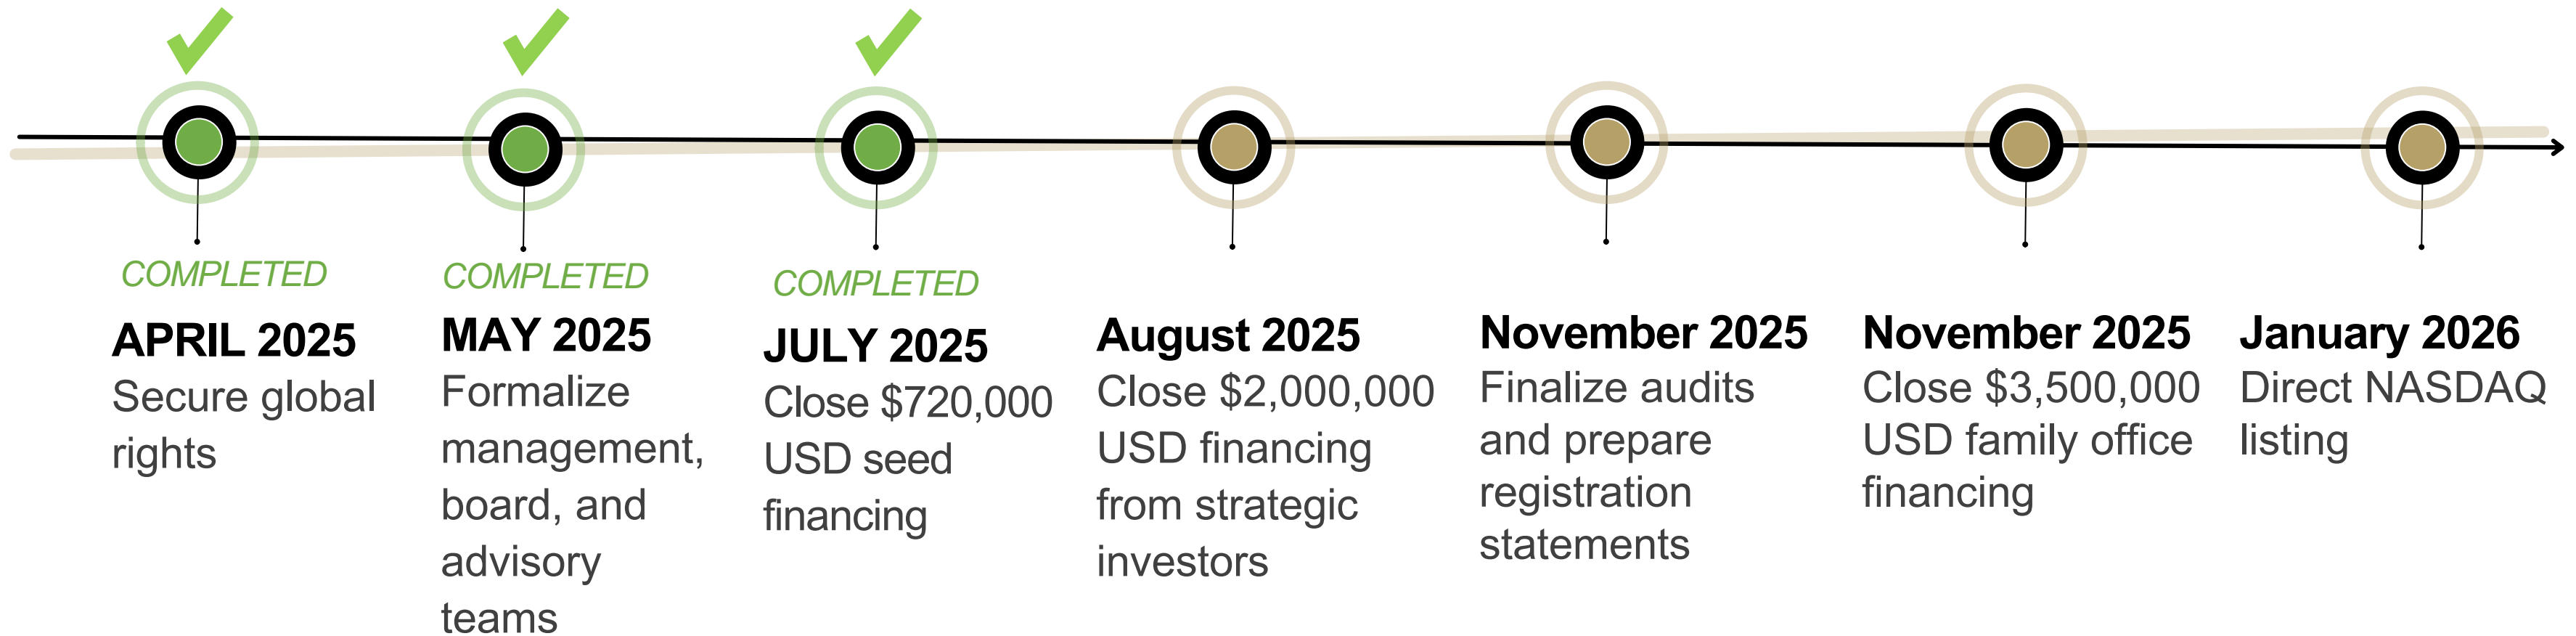 COMPLETED
APRIL 2025
Secure global
rights
COMPLETED
MAY 2025
Formalize
management,
board, and
advisory
teams
COMPLETED
JULY 2025
Close $720,000
USD seed
financing
August 2025
Close $2,000,000
USD financing
from strategic
investors
November 2025
Finalize audits
and prepare
registration
statements
November 2025
Close $3,500,000
USD family office
financing
January 2026
Direct NASDAQ
listing